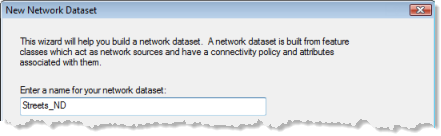 New Network Dataset
This wizard will help you build a network dataset.  A network dataset is built from feature
classes which act as network sources and have a connectivity policy and attributes
associated with them.
Enter a name for your network dataset:
Streets_ND